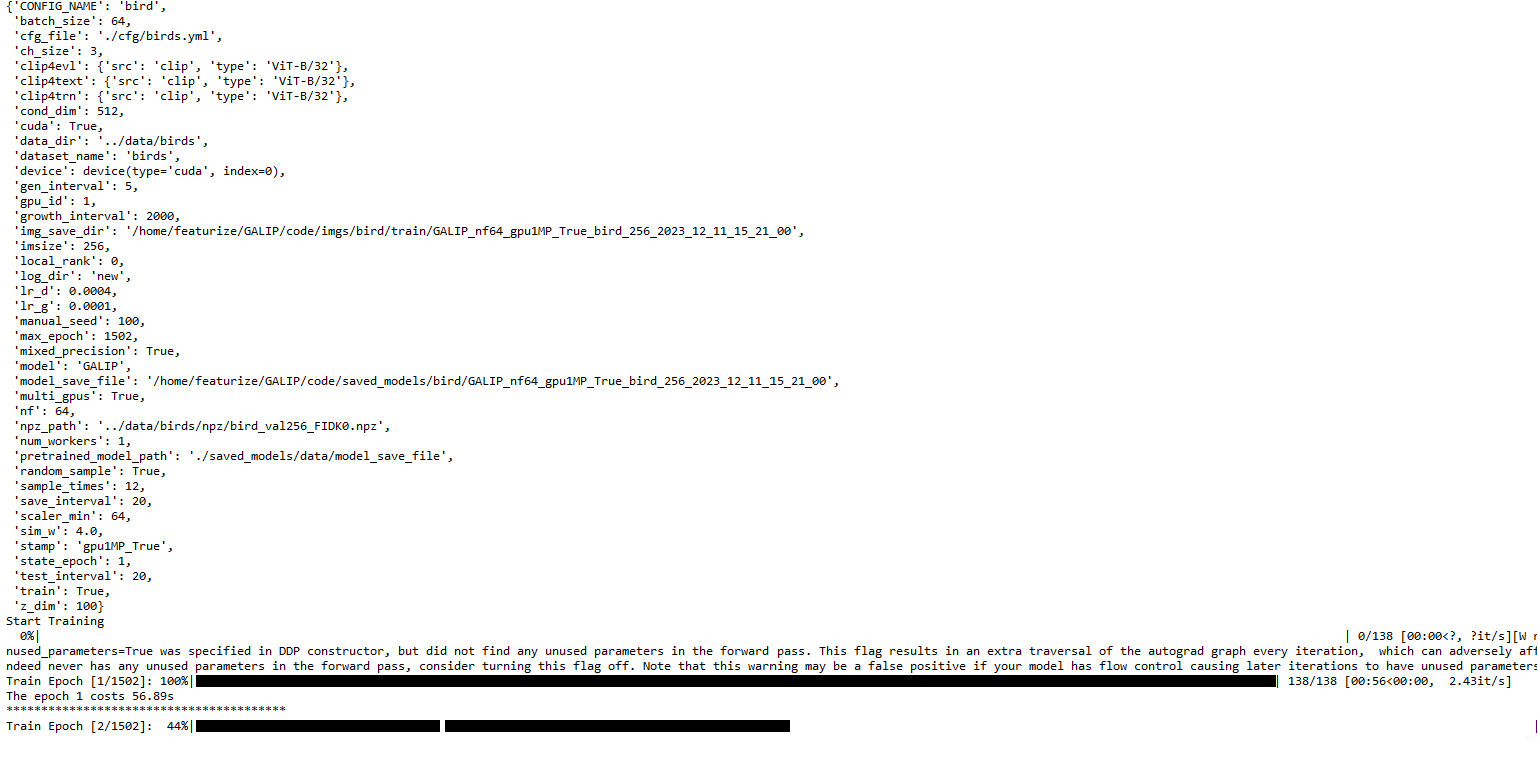 {'CONFIG_NAME': 'bird',
'batch_size': 64,
'cfg_file': './cfg/birds.yml',
'ch_size': 3,
'clip4evl': {'src': 'clip', 'type': 'ViT-B/32'},
'clip4text': {'src': 'clip', 'type': 'ViT-B/32'},
'clip4trn': {'src': 'clip', 'type': 'ViT-B/32'},
'cond_dim': 512,
'cuda': True,
'data_dir': '../data/birds',
'dataset_name': 'birds',
'device': device(type='cuda', index=0),
'gen_interval': 5,
'gpu_id': 1,
'growth_interval': 2000,
'img_save_dir': '/home/featurize/GALIP/code/imgs/bird/train/GALIP_nf64_gpu1MP_True_bird_256_2023_12_11_15_21_00',
'imsize': 256,
'local_rank': 0,
'log_dir': 'new',
'lr_d': 0.0004,
'lr_g': 0.0001,
'manual_seed': 100,
'max_epoch': 1502,
'mixed_precision': True,
'model': 'GALIP',
'model_save_file': '/home/featurize/GALIP/code/saved_models/bird/GALIP_nf64_gpu1MP_True_bird_256_2023_12_11_15_21_00',
'multi_gpus': True,
'nf': 64,
'npz_path': '../data/birds/npz/bird_val256_FIDK0.npz',
'num_workers': 1,
'pretrained_model_path': './saved_models/data/model_save_file',
'random_sample': True,
'sample_times': 12,
'save_interval': 20,
'scaler_min': 64,
'sim_w': 4.0,
'stamp': 'gpu1MP_True',
'state_epoch': 1,
'test_interval': 20,
'train': True,
'z_dim': 100}
Start Training
0%| | 0/138 [00:00<?, ?it/s][W
nused_parameters=True was specified in DDP constructor, but did not find any unused parameters in the forward pass. This flag results in an extra traversal of the autograd graph every iteration, which can adversely aff
ndeed never has any unused parameters in the forward pass, consider turning this flag off. Note that this warning may be a false positive if your model has flow control causing later iterations to have unused parameters
Train Epoch [1/1502]: 100%| | 138/138 [00:56<00:00, 2.43it/s]
The epoch 1 costs 56.89s
****************************************
Train Epoch [2/1502]: 44%|